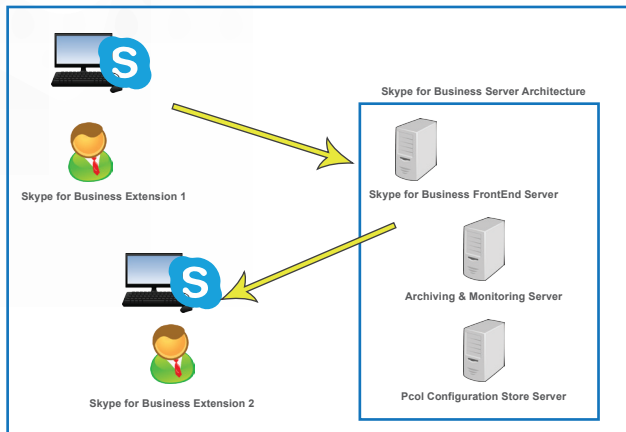 S
Skype for Business Server Architecture
Skype for Business Extension 1
Skype for Business FrontEnd Server
S
Archiving & Monitoring Server
Skype for Business Extension 2
Pcol Configuration Store Server